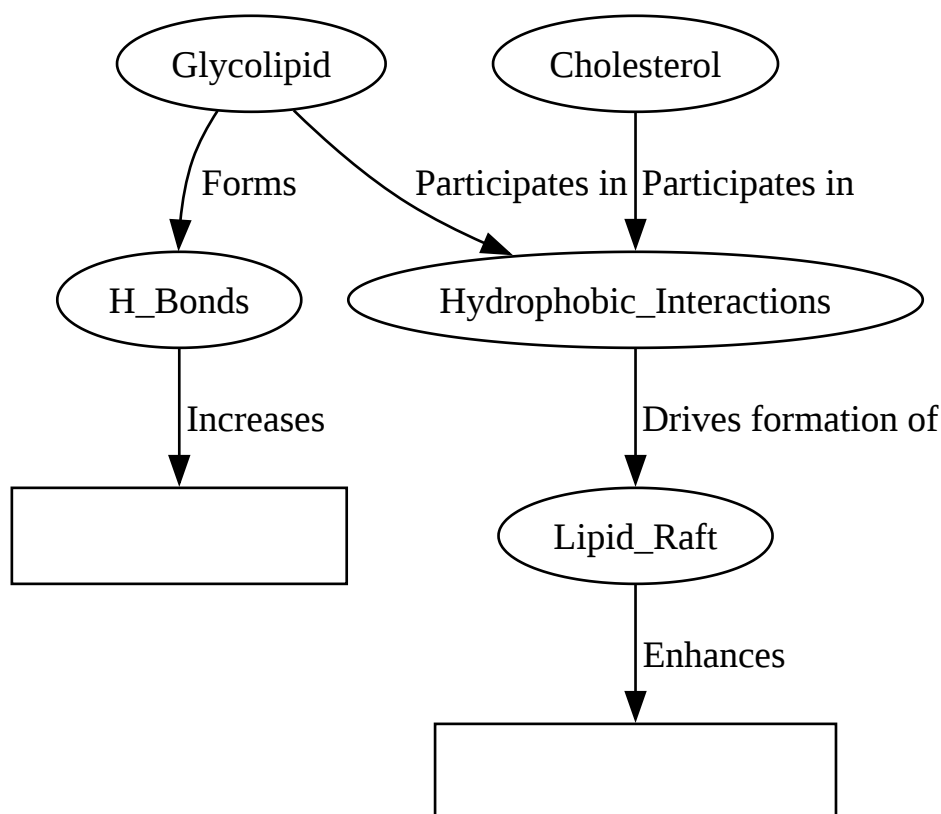 Glycolipid
Cholesterol
Forms
Participates in
Participates in
H_Bonds
Hydrophobic_Interactions
Increases
Drives formation of
Lipid_Raft
Enhances